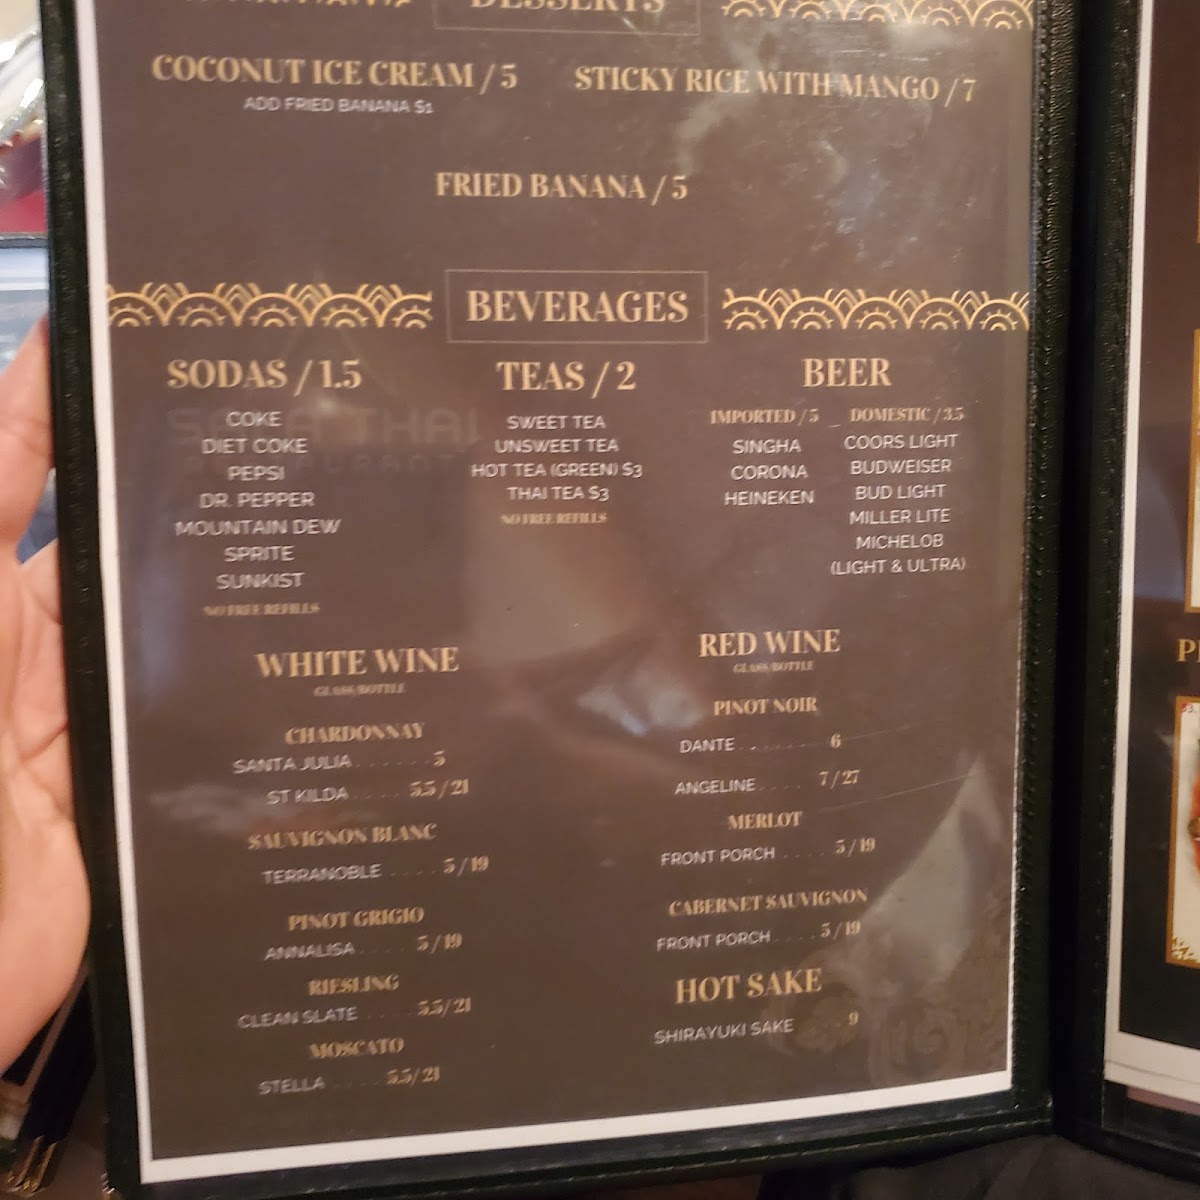 DESSERTS
COCONUT ICE CREAM / 5
ADD FRIED BANANA $1
STICKY RICE WITH MANGO / 7
FRIED BANANA / 5
BEVERAGES
SODAS / 1.5
COKE
DIET COKE
PEPSI
DR. PEPPER
MOUNTAIN DEW
SPRITE
SUNKIST
NO FREE REFILLS
TEAS / 2
SWEET TEA
UNSWEET TEA
HOT TEA (GREEN) $3
THAI TEA $3
NO FREE REFILLS
BEER
IMPORTED / 5
SINGHA
CORONA
HEINEKEN
DOMESTIC / 3.5
COORS LIGHT
BUDWEISER
BUD LIGHT
MILLER LITE
MICHELOB
(LIGHT & ULTRA)
WHITE WINE
GLASS/BOTTLE
CHARDONNAY
SANTA JULIA . . . . . . . 5
ST KILDA . . . . . 5.5 / 21
SAUVIGNON BLANC
TERRANOBLE . . . . . 5 / 19
PINOT GRIGIO
ANNALISA . . . . . 5 / 19
RIESLING
CLEAN SLATE . . . . . 5.5 / 21
MOSCATO
STELLA . . . . . 5.5/ 21
RED WINE
GLASS/BOTTLE
PINOT NOIR
DANTE . . . . . . . 6
ANGELINE . . . . 7 / 27
MERLOT
FRONT PORCH . . . . . 5 / 19
CABERNET SAUVIGNON
FRONT PORCH . . . . 5 / 19
HOT SAKE
SHIRAYUKI SAKE 9